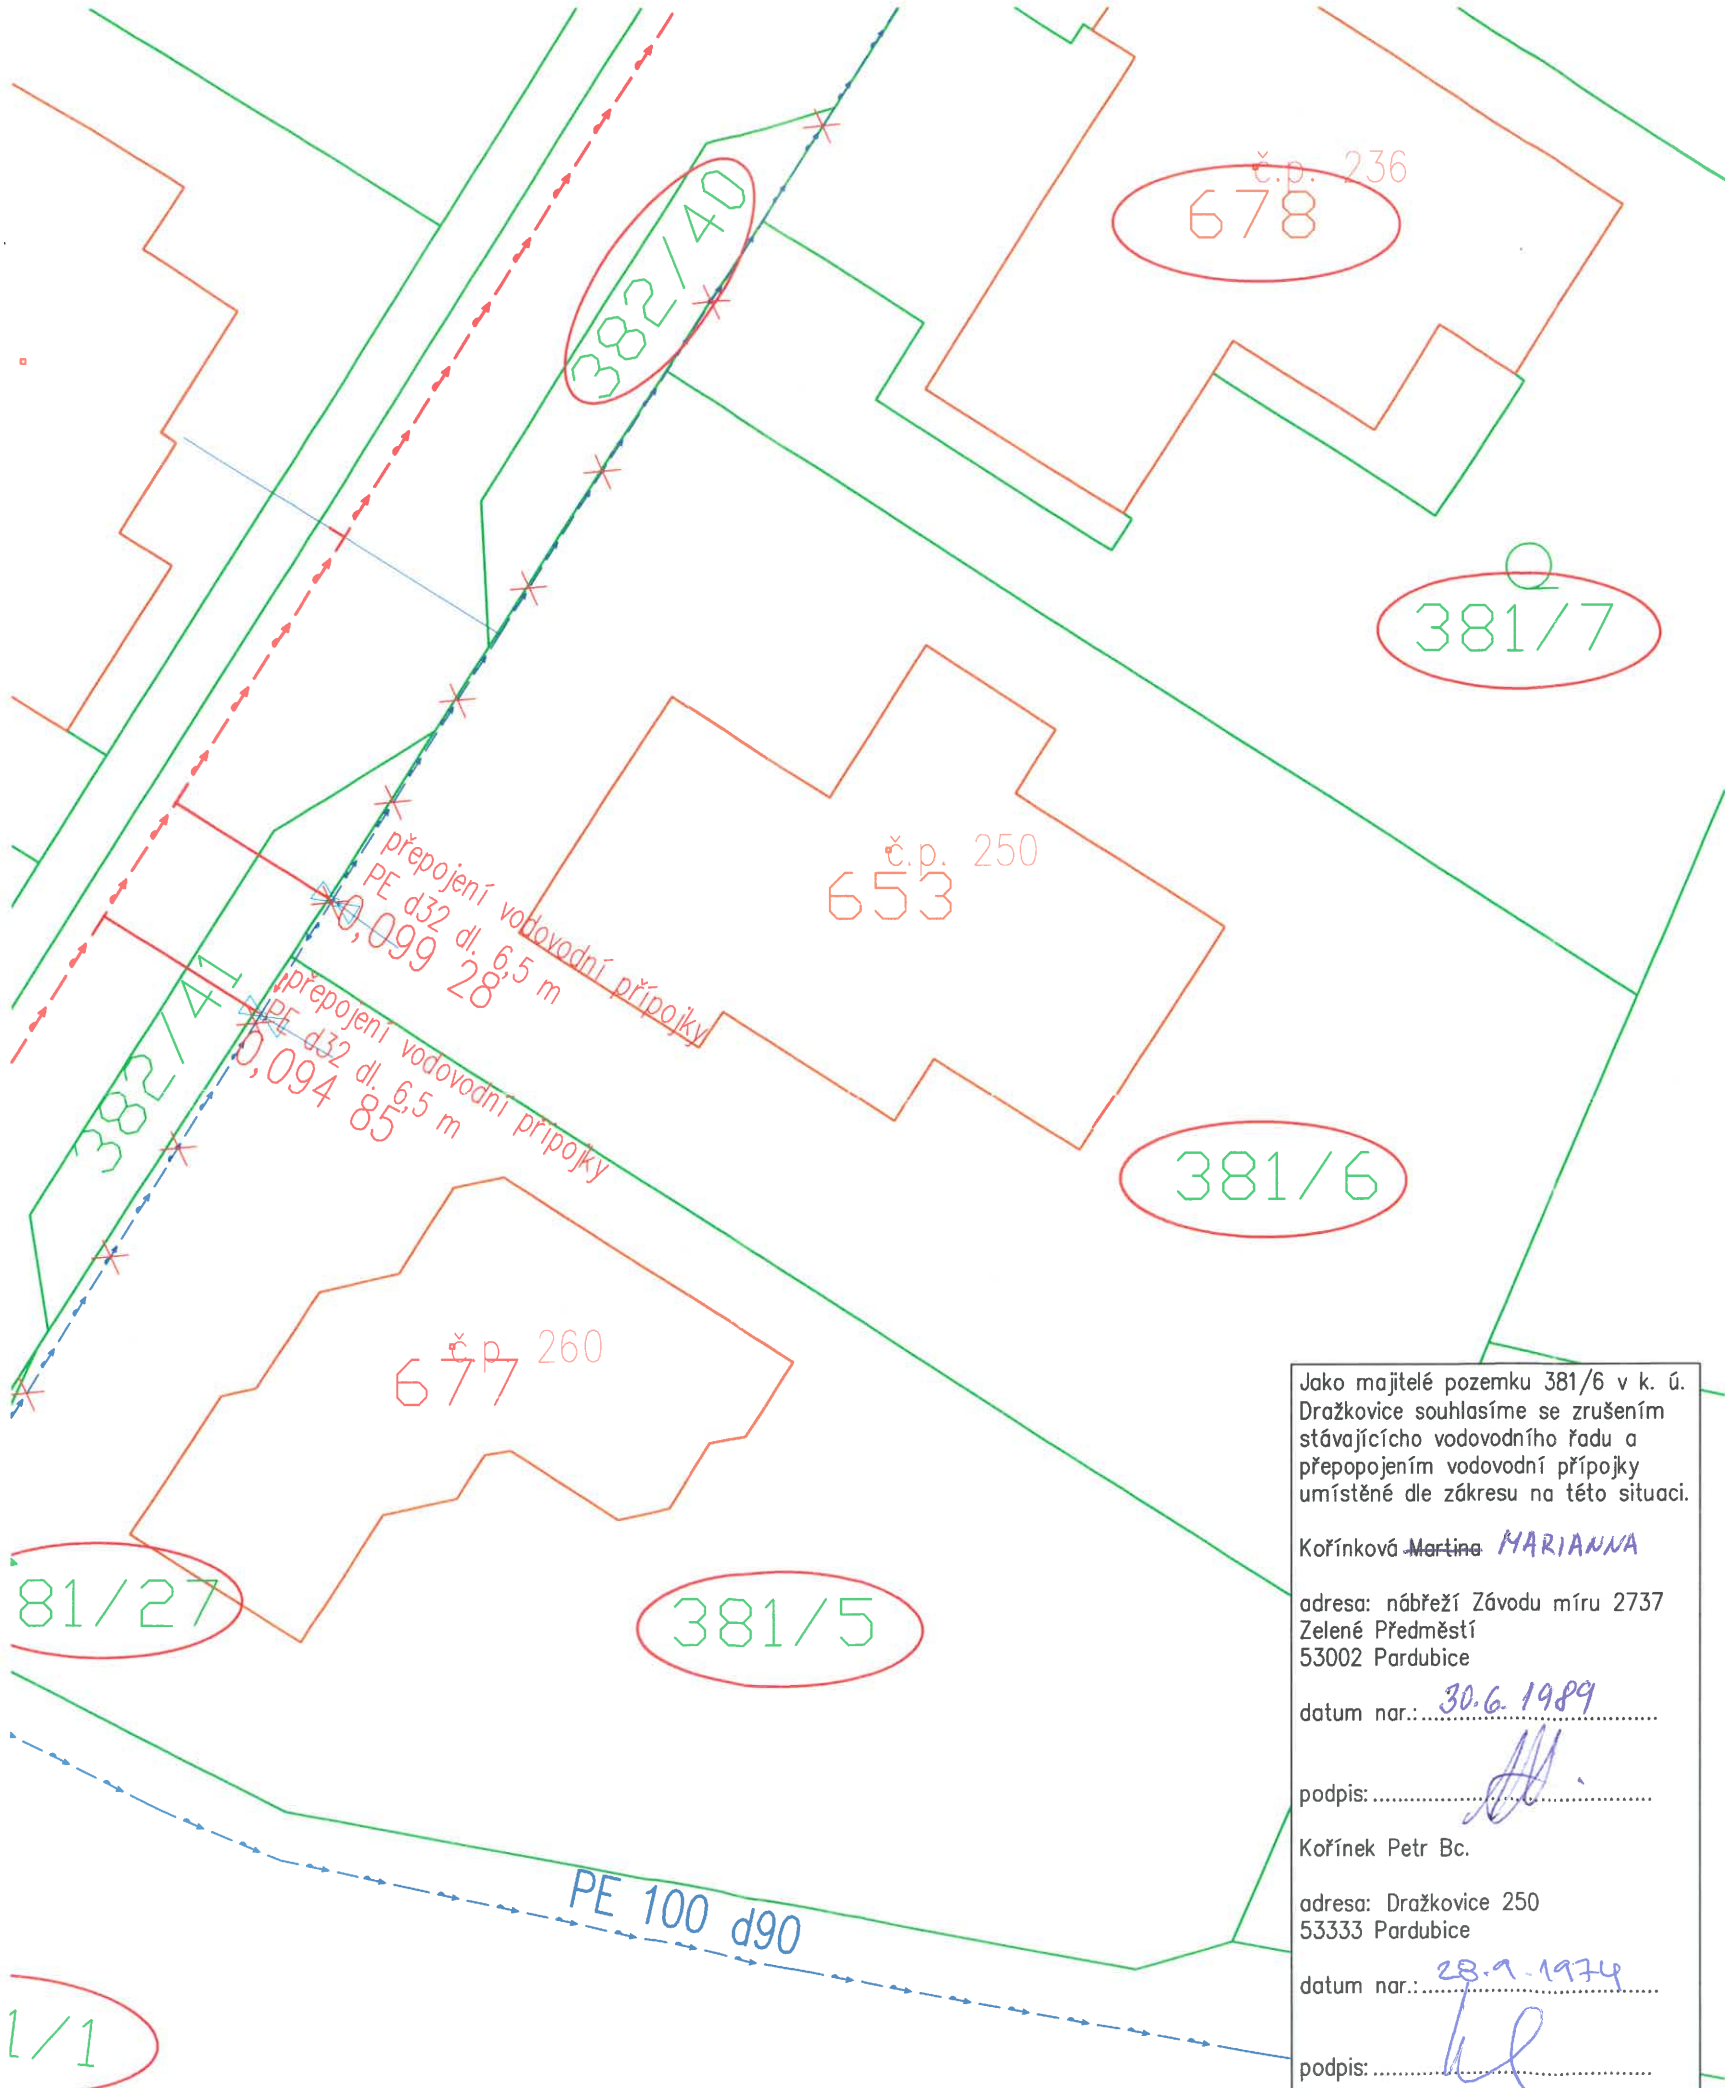 č.p. 236
678
382/40
381/7
č.p. 250
653
přepojení vodovodní přípojky
PE d32 dl. 6,5 m
0,099 28
přepojení vodovodní přípojky
PE d32 dl. 6,5 m
0,094 85
382/41
381/6
č.p. 260
677
81/27
381/5
PE 100 d90
1/1
Jako majitelé pozemku 381/6 v k. ú.
Dražkovice souhlasíme se zrušením
stávajícícho vodovodního řadu a
přepopojením vodovodní přípojky
umístěné dle zákresu na této situaci.
Kořínková Martina MARIANNA
adresa: nábřeží Závodu míru 2737
Zelené Předměstí
53002 Pardubice
datum nar.: 30.6.1989
podpis:
Kořínek Petr Bc.
adresa: Dražkovice 250
53333 Pardubice
datum nar.: 28.9.1974
podpis: